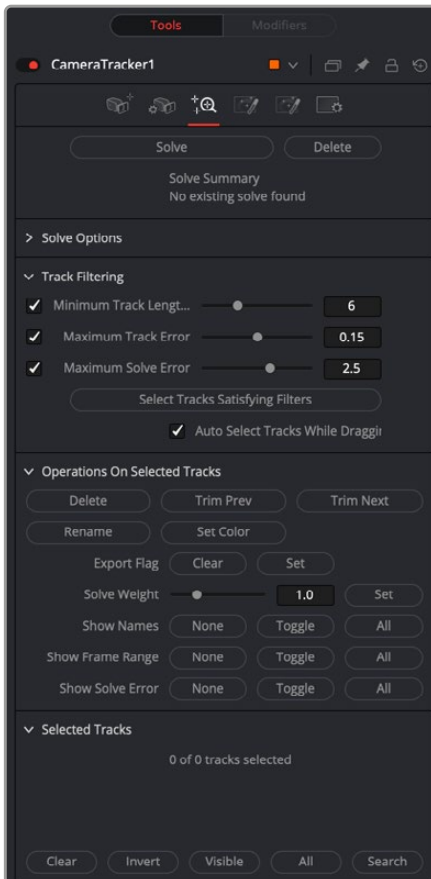 Tools Modifiers
CameraTracker1
Solve Delete
Solve Summary
No existing solve found
Solve Options
Track Filtering
Minimum Track Lengt... 6
Maximum Track Error 0.15
Maximum Solve Error 2.5
Select Tracks Satisfying Filters
Auto Select Tracks While Draggin
Operations On Selected Tracks
Delete Trim Prev Trim Next
Rename Set Color
Export Flag Clear Set
Solve Weight 1.0 Set
Show Names None Toggle All
Show Frame Range None Toggle All
Show Solve Error None Toggle All
Selected Tracks
0 of 0 tracks selected
Clear Invert Visible All Search